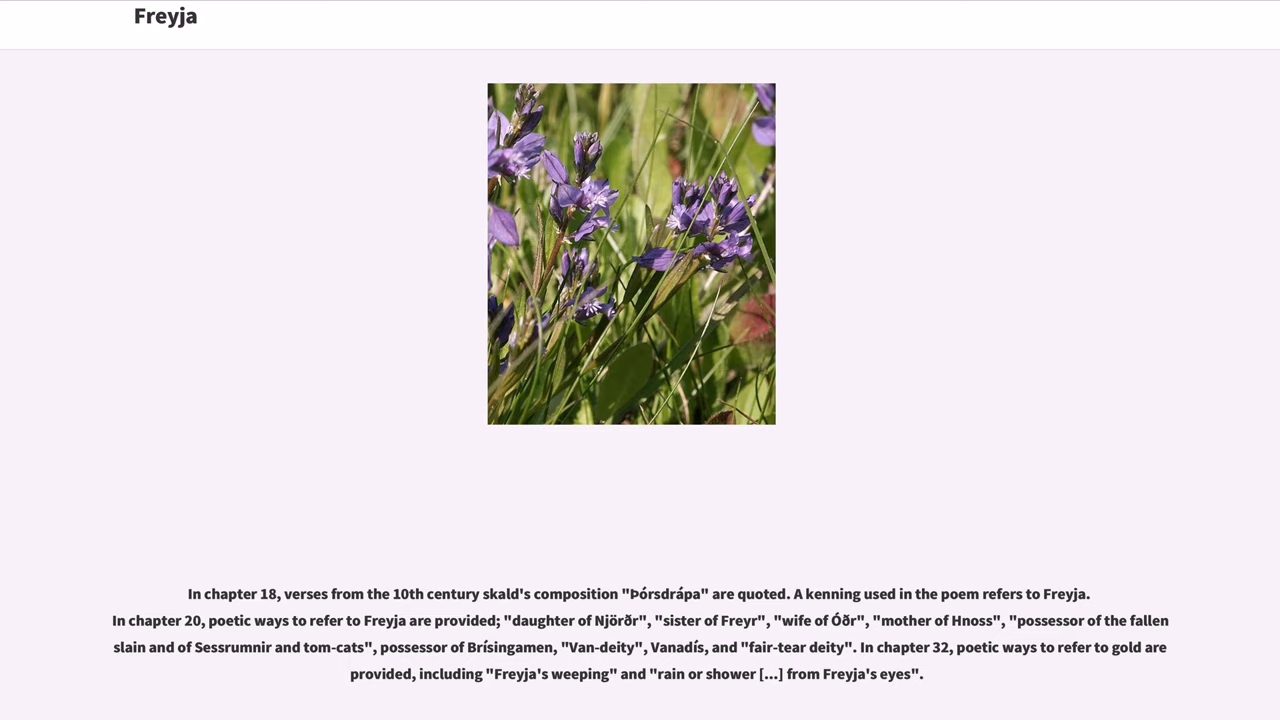 Freyja
In chapter 18, verses from the 10th century skald's composition "Þórsdrápa" are quoted. A kenning used in the poem refers to Freyja.
In chapter 20, poetic ways to refer to Freyja are provided; "daughter of Njörðr", "sister of Freyr", "wife of Óðr", "mother of Hnoss", "possessor of the fallen
slain and of Sessrumnir and tom-cats", possessor of Brísingamen, "Van-deity", Vanadís, and "fair-tear deity". In chapter 32, poetic ways to refer to gold are
provided, including "Freyja's weeping" and "rain or shower [...] from Freyja's eyes".